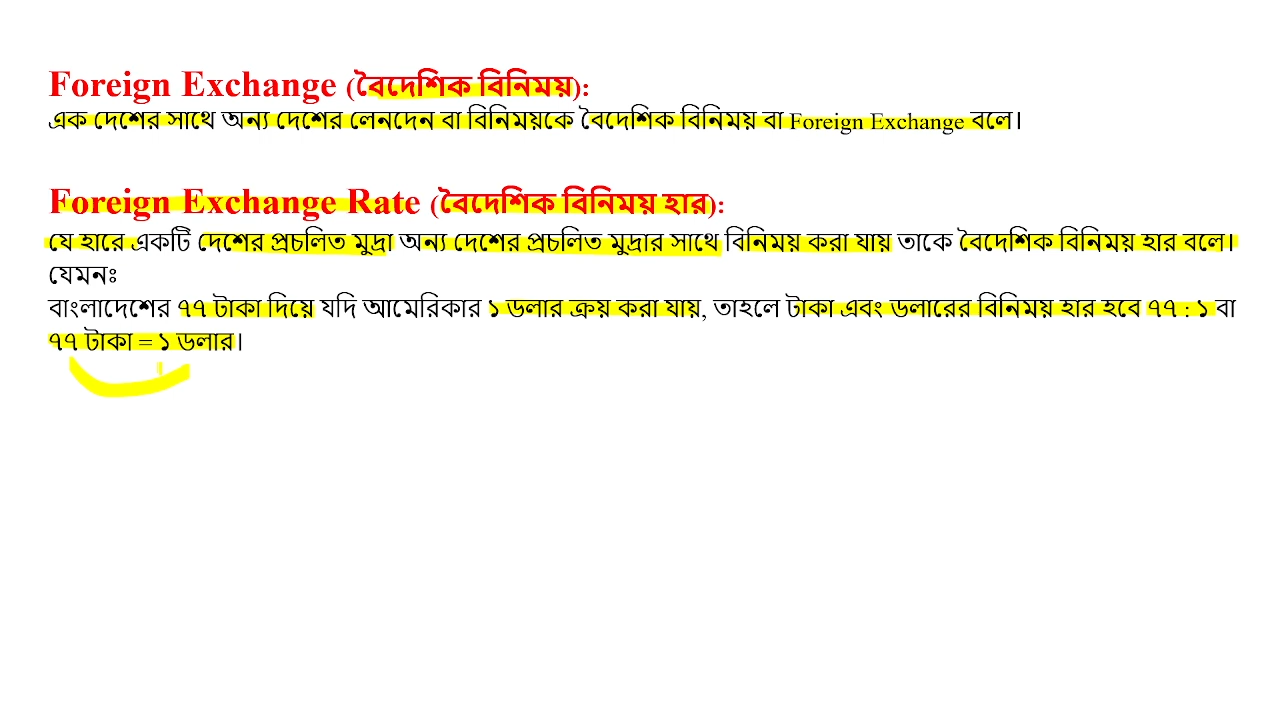 Foreign Exchange (বৈদেশিক বিনিময়):
এক দেশের সাথে অন্য দেশের লেনদেন বা বিনিময়কে বৈদেশিক বিনিময় বা Foreign Exchange বলে।
Foreign Exchange Rate (বৈদেশিক বিনিময় হার):
যে হারে একটি দেশের প্রচলিত মুদ্রা অন্য দেশের প্রচলিত মুদ্রার সাথে বিনিময় করা যায় তাকে বৈদেশিক বিনিময় হার বলে।
যেমনঃ
বাংলাদেশের ৭৭ টাকা দিয়ে যদি আমেরিকার ১ ডলার ক্রয় করা যায়, তাহলে টাকা এবং ডলারের বিনিময় হার হবে ৭৭ : ১ বা
৭৭ টাকা = ১ ডলার।